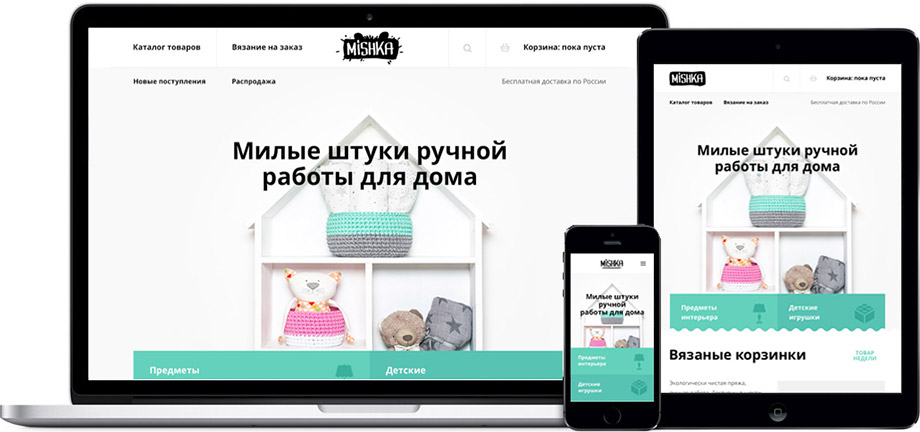 Каталог товаров
Вязание на заказ
MiSHKA
Корзина: пока пуста
Новые поступления
Распродажа
Бесплатная доставка по России
Милые штуки ручной
работы для дома
Предметы
Детские
MiSHKA
Милые штуки
ручной
работы для дома
Предметы
интерьера
Детские
игрушки
MiSHKA
Корзина: пока пуста
Каталог товаров
Вязание на заказ
Бесплатная доставка по России
Милые штуки ручной
работы для дома
Предметы
интерьера
Детские
игрушки
Вязаные корзинки
ТОВАР
НЕДЕЛИ
Экологически чистая пряжа,